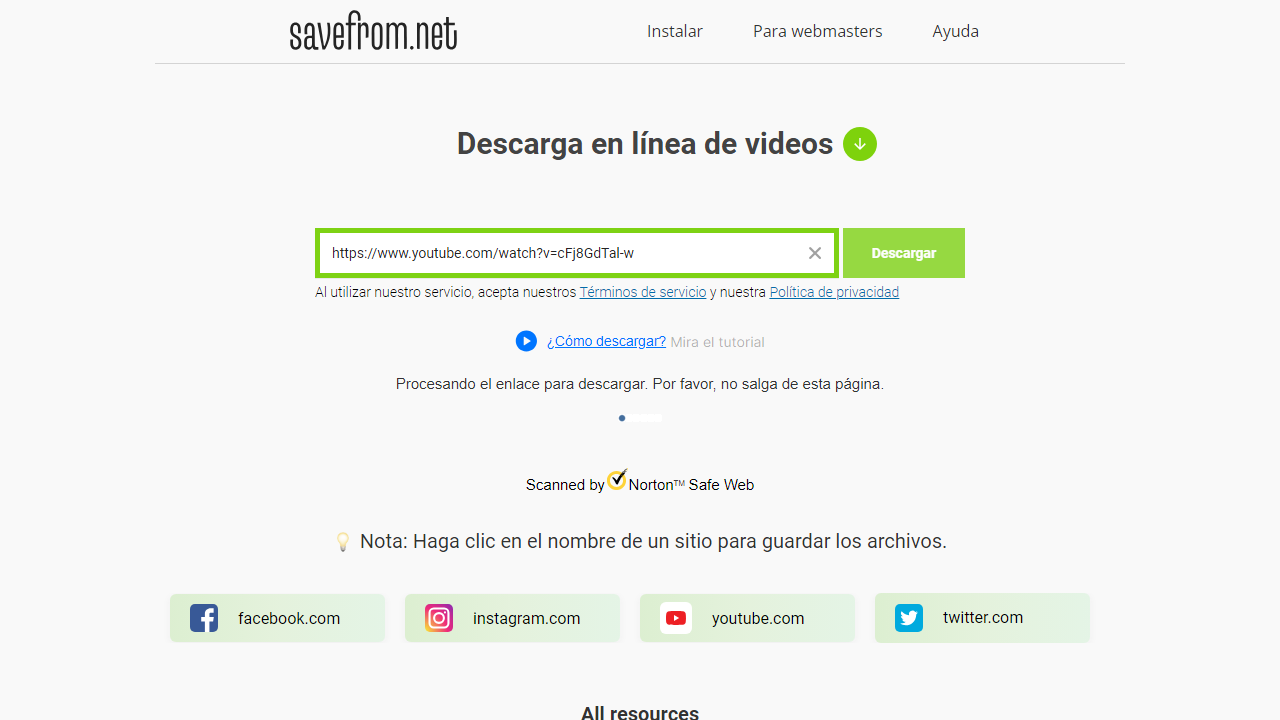 savefrom.net Instalar Para webmasters Ayuda
Descarga en línea de videos
https://www.youtube.com/watch?v=cFj8GdTal-w Descargar
Al utilizar nuestro servicio, acepta nuestros Términos de servicio y nuestra Política de privacidad
¿Cómo descargar? Mira el tutorial
Procesando el enlace para descargar. Por favor, no salga de esta página.
Scanned by Norton™ Safe Web
Nota: Haga clic en el nombre de un sitio para guardar los archivos.
facebook.com instagram.com youtube.com twitter.com
All resources